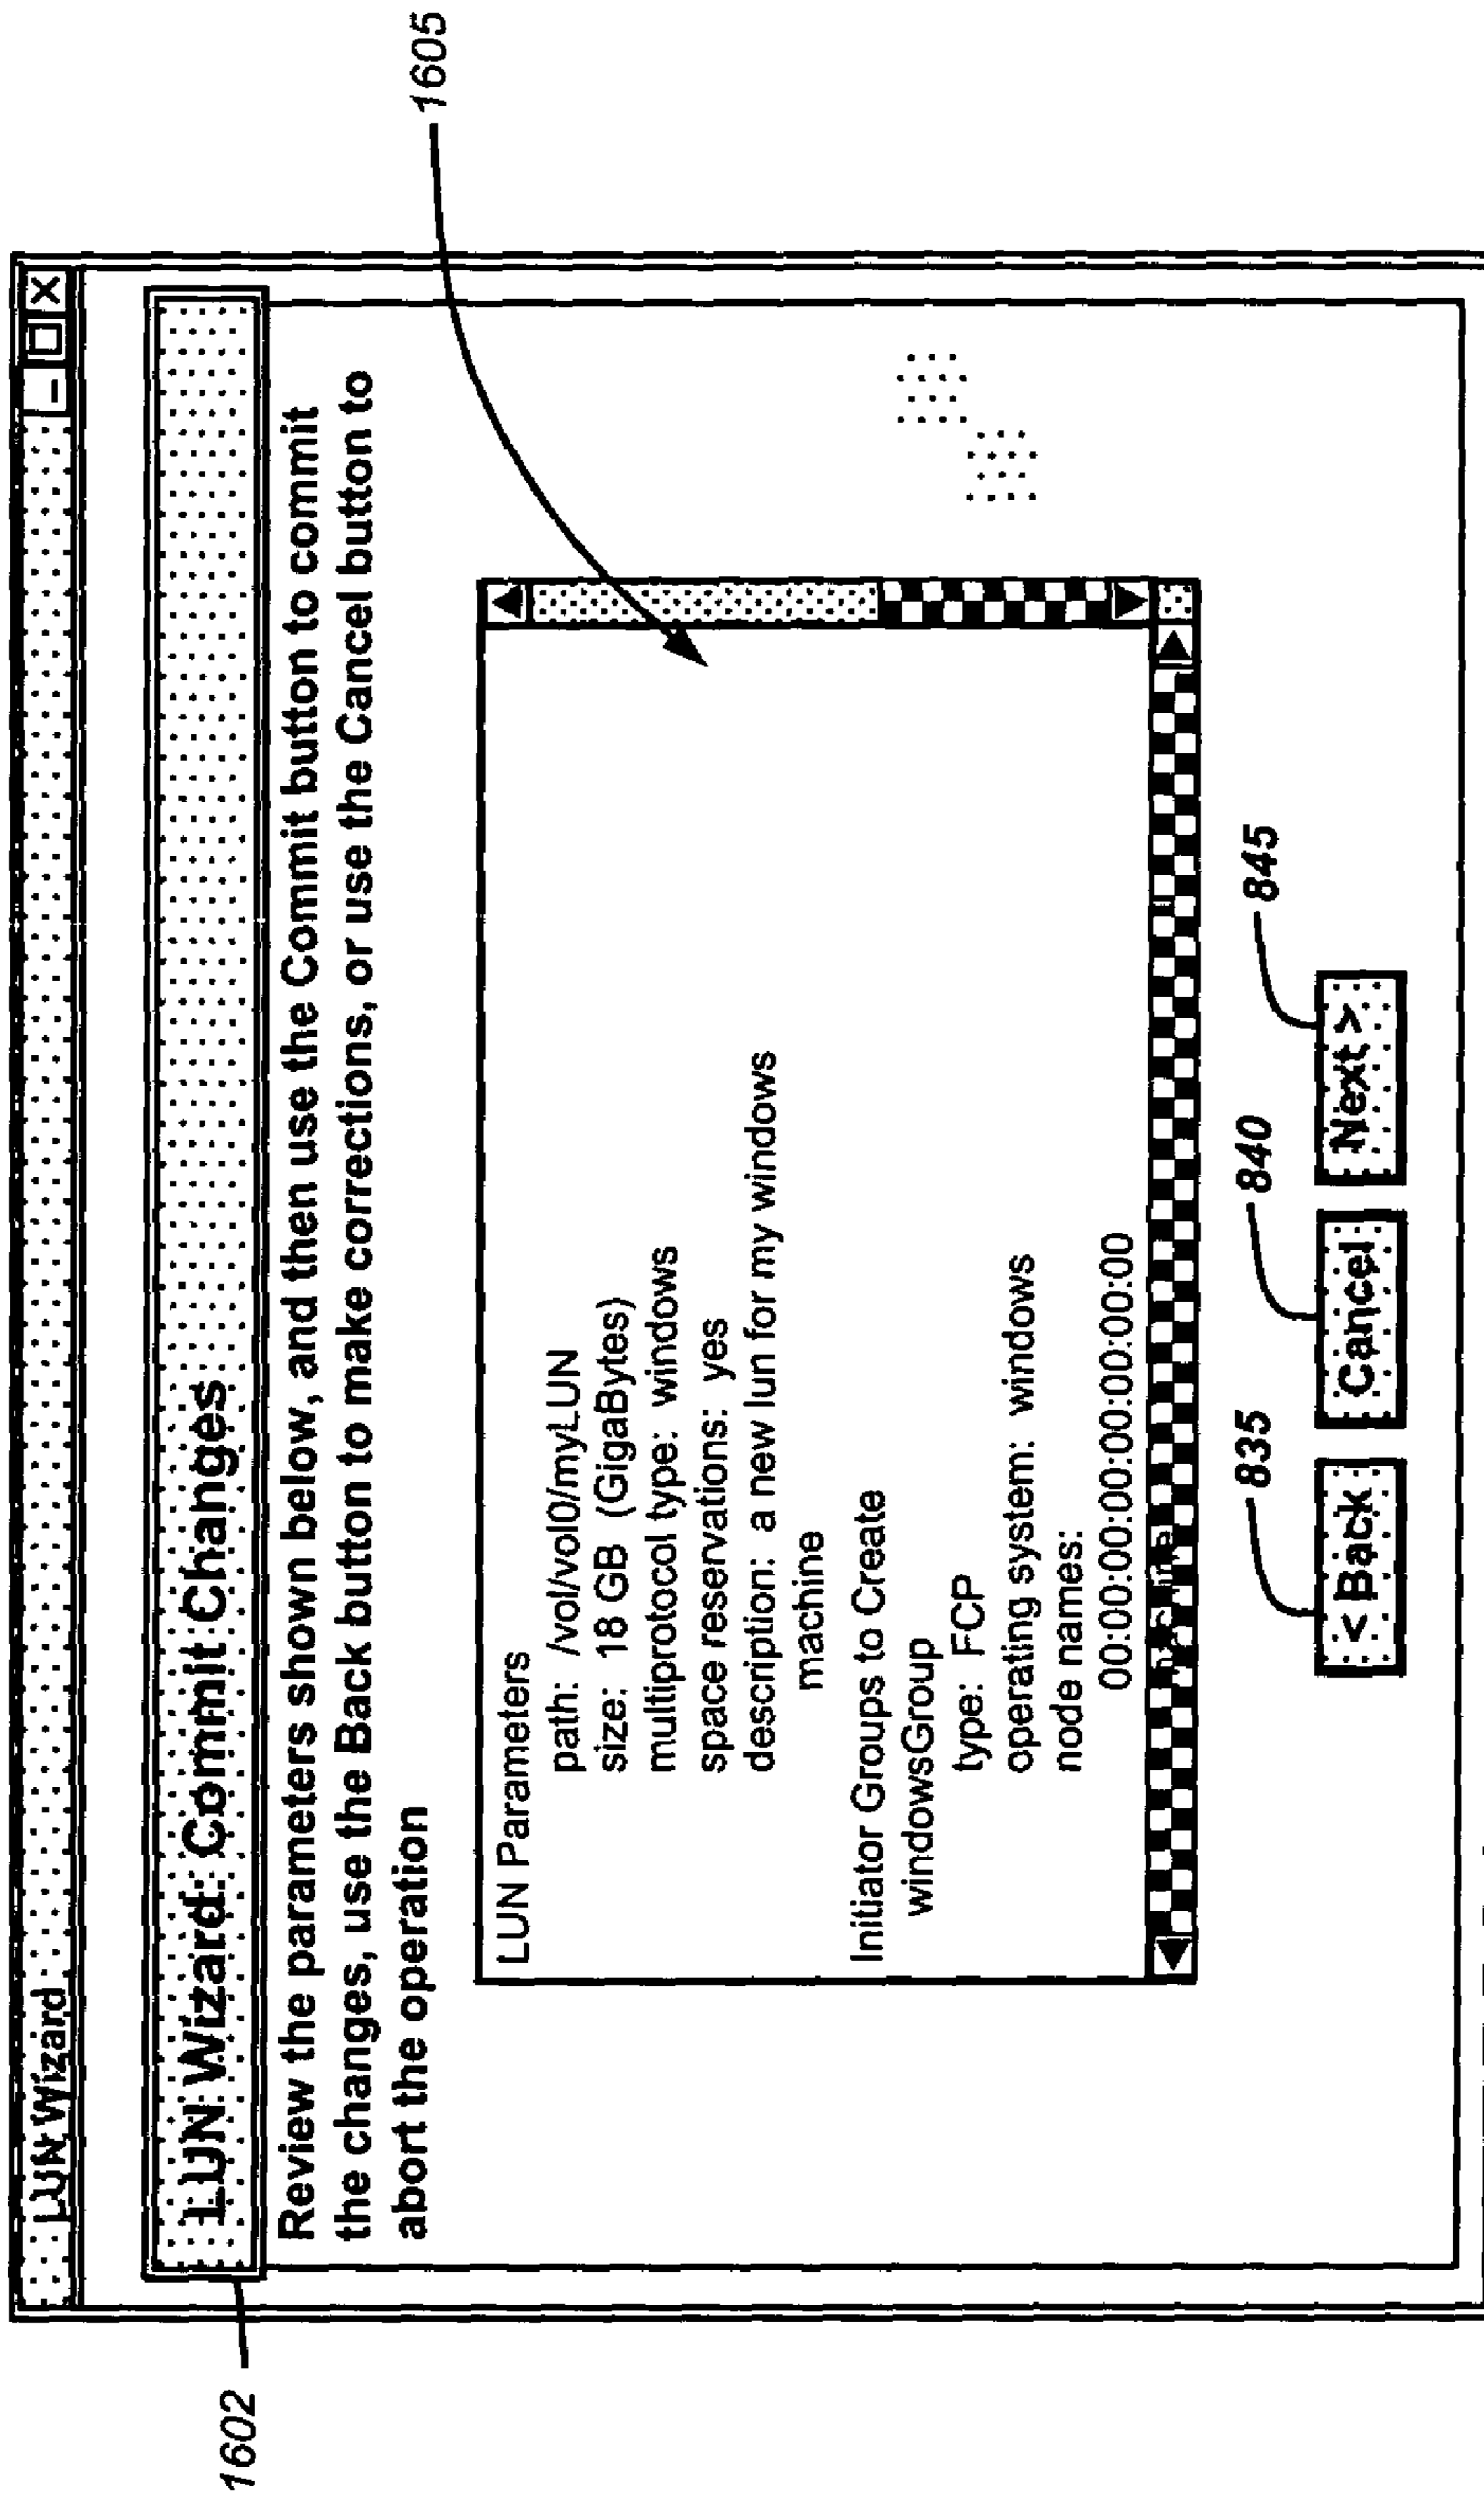 LUN Wizard
1602
LUN Wizard: Commit Changes
Review the parameters shown below, and then use the Commit button to commit
the changes, use the Back button to make corrections, or use the Cancel button to
abort the operation
1605
LUN Parameters
path: /vol/vol0/myLUN
size: 18 GB (GigaBytes)
multiprotocol type: windows
space reservations: yes
description: a new lun for my windows
machine
Initiator Groups to Create
windowsGroup
type: FCP
operating system: windows
node names:
00:00:00:00:00:00:00:00
835
840
845
< Back
Cancel
Next >